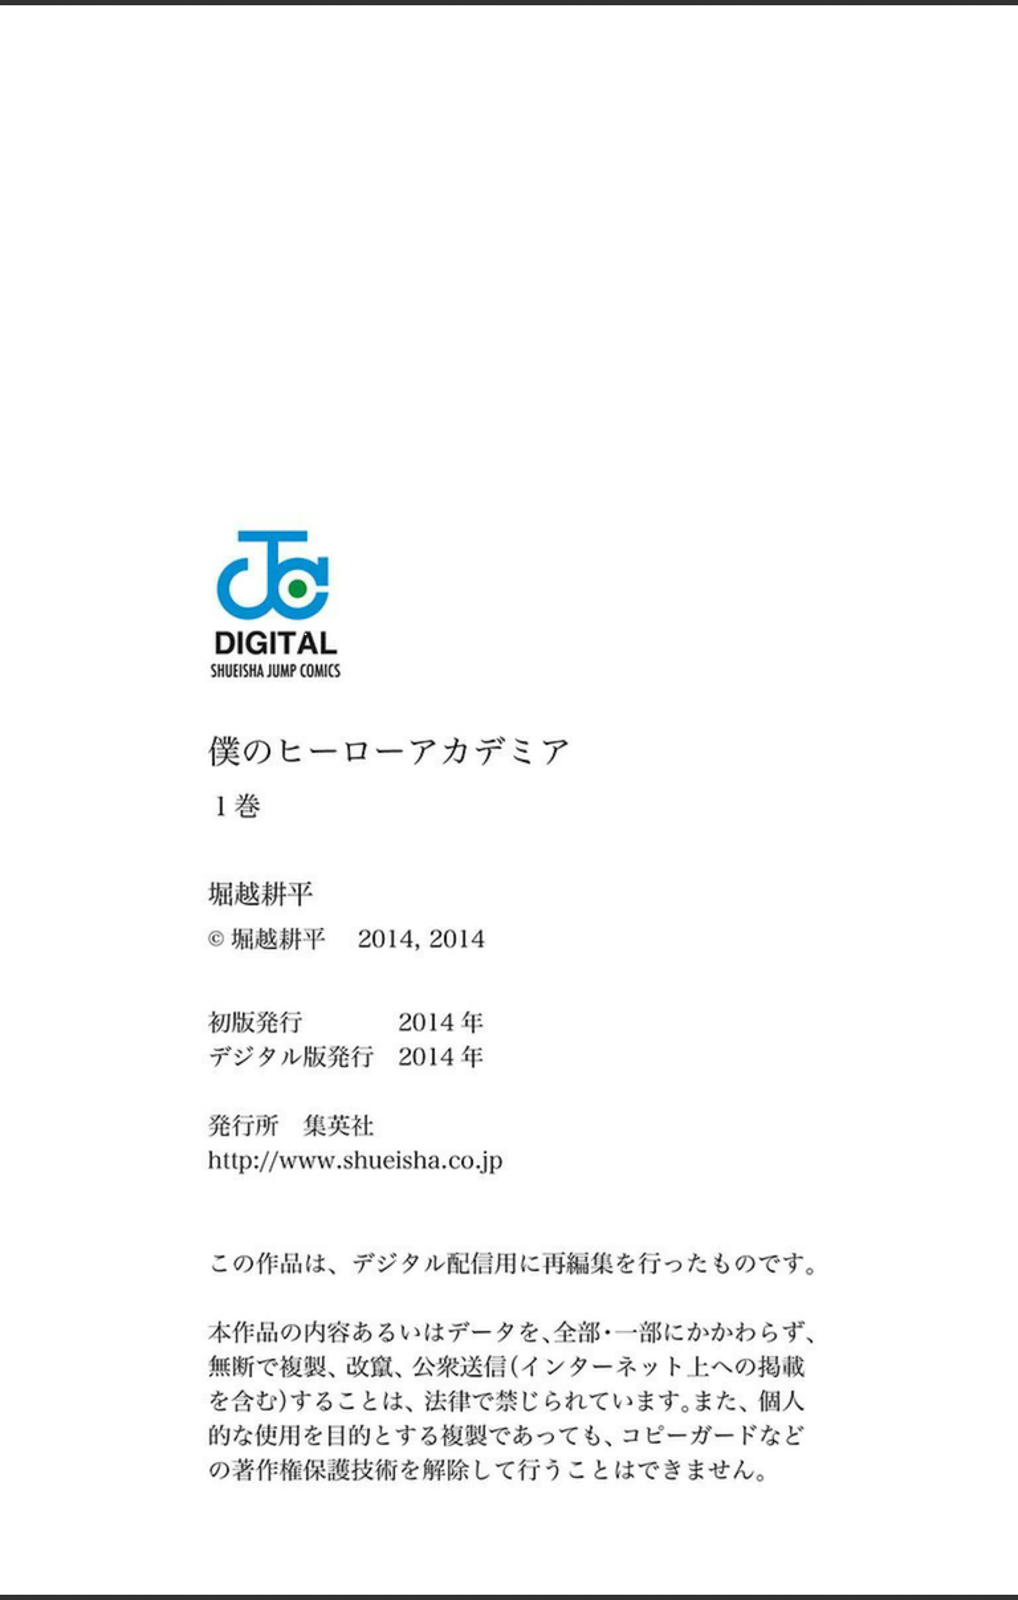 JC
DIGITAL
SHUEISHA JUMP COMICS
僕のヒーローアカデミア
1巻
堀越耕平
© 堀越耕平　2014, 2014
初版発行　2014年
デジタル版発行　2014年
発行所　集英社
http://www.shueisha.co.jp
この作品は、デジタル配信用に再編集を行ったものです。
本作品の内容あるいはデータを、全部・一部にかかわらず、
無断で複製、改竄、公衆送信(インターネット上への掲載
を含む)することは、法律で禁じられています。また、個人
的な使用を目的とする複製であっても、コピーガードなど
の著作権保護技術を解除して行うことはできません。